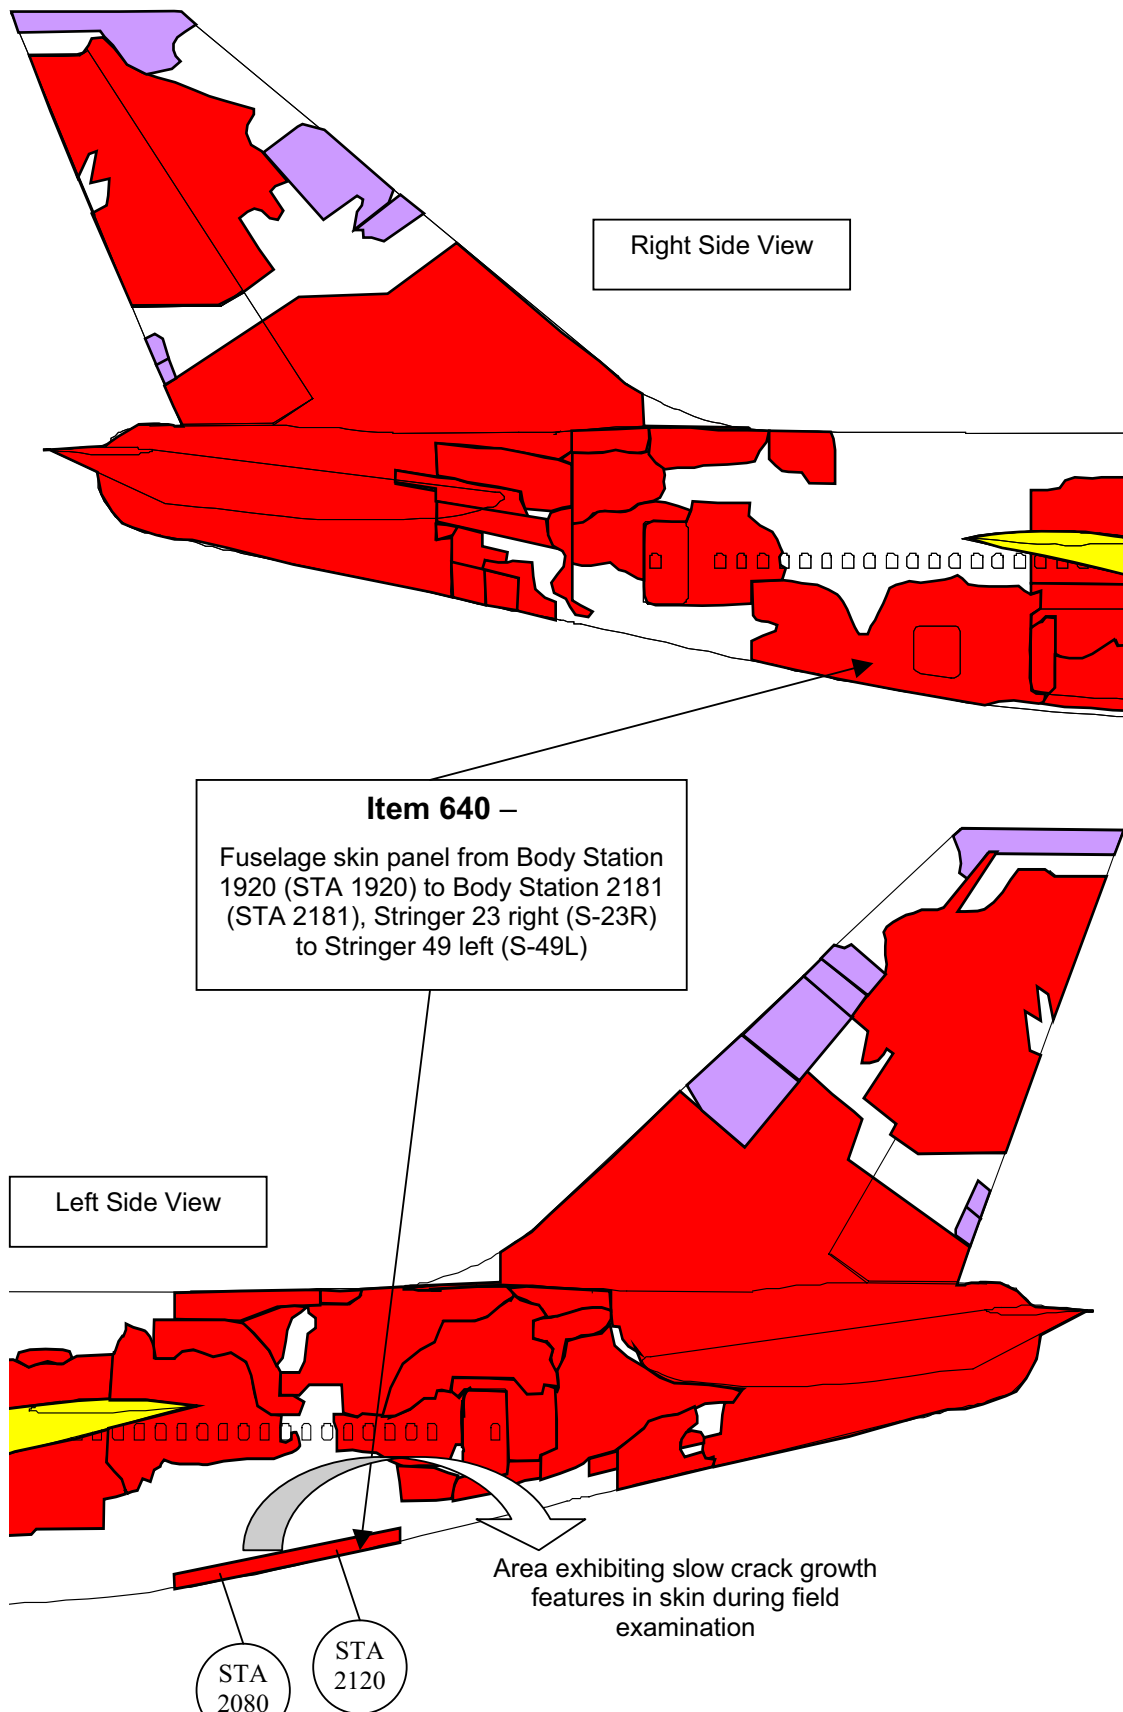 Right Side View
Item 640 –
Fuselage skin panel from Body Station
1920 (STA 1920) to Body Station 2181
(STA 2181), Stringer 23 right (S-23R)
to Stringer 49 left (S-49L)
Left Side View
Area exhibiting slow crack growth
features in skin during field
examination
STA
2120
STA
2080